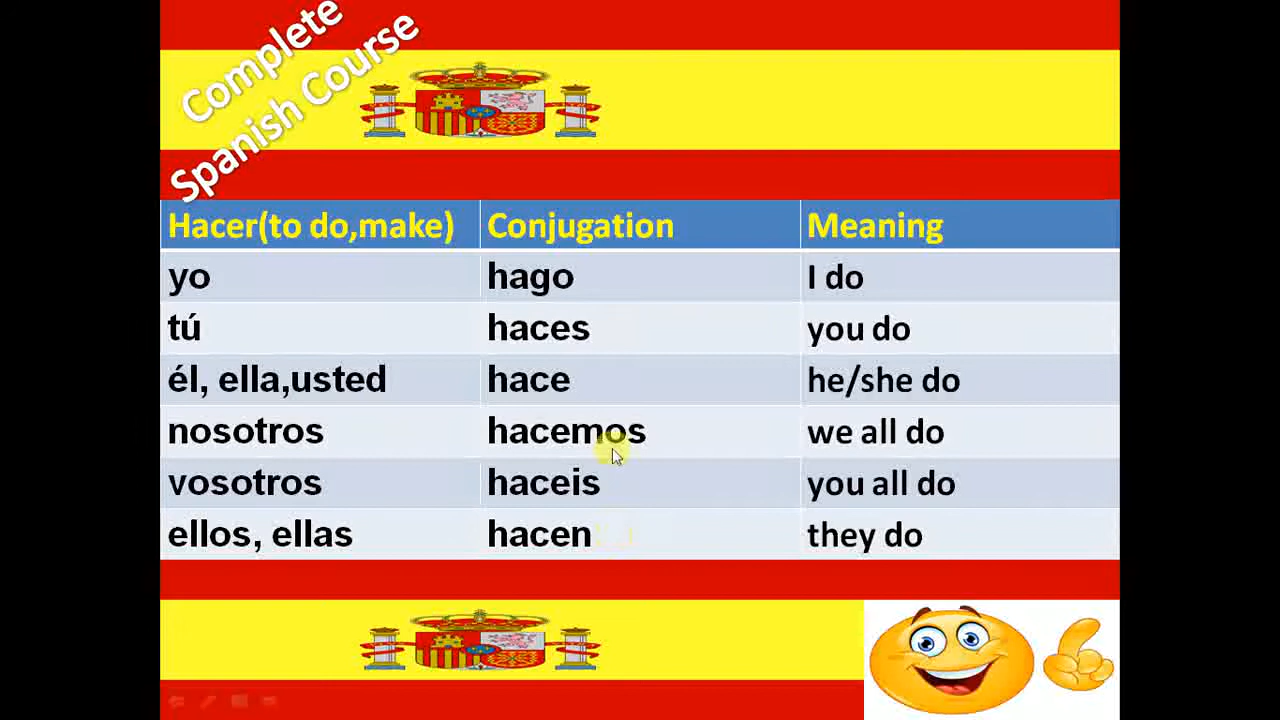 Complete
Spanish Course
Hacer(to do,make) Conjugation Meaning
yo hago I do
tú haces you do
él, ella,usted hace he/she do
nosotros hacemos we all do
vosotros haceis you all do
ellos, ellas hacen they do